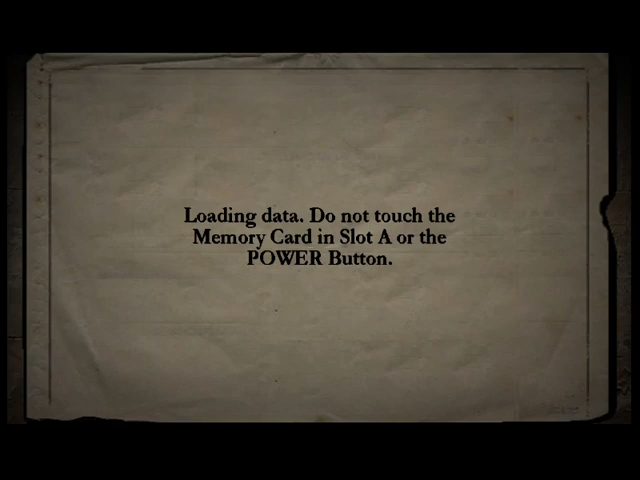 Loading data. Do not touch the
Memory Card in Slot A or the
POWER Button.